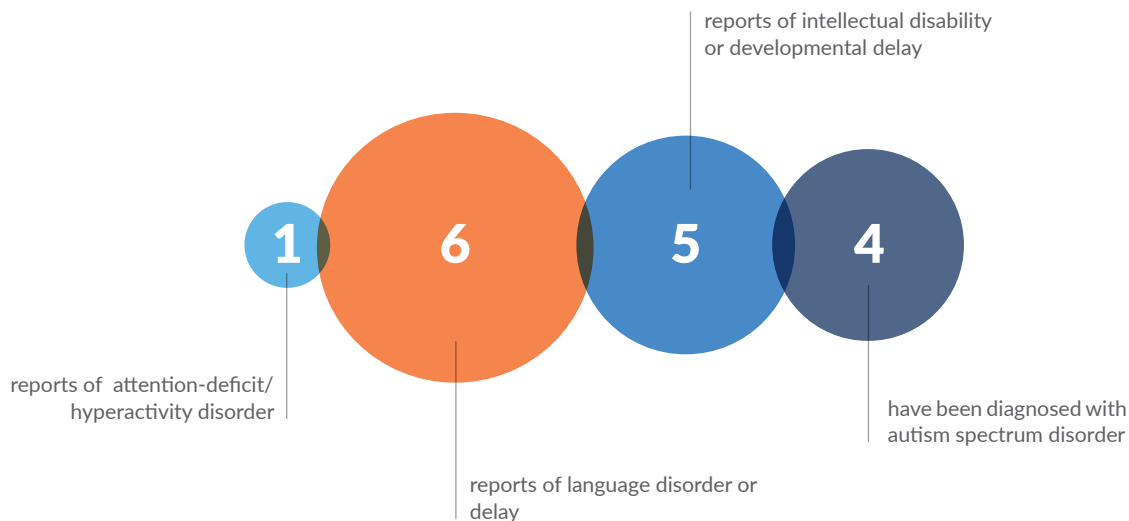 reports of intellectual disability
or developmental delay
1
6
5
4
reports of  attention-deficit/
hyperactivity disorder
have been diagnosed with
autism spectrum disorder
reports of language disorder or
delay